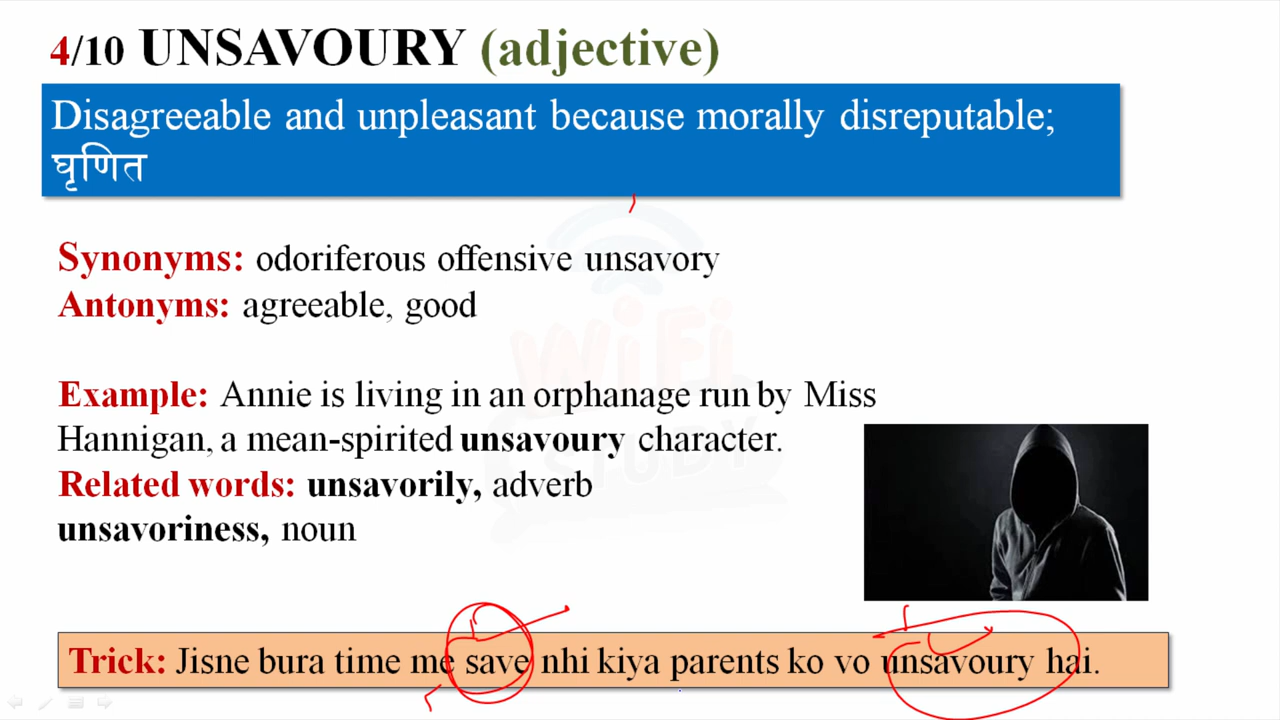 4/10 UNSAVOURY (adjective)
Disagreeable and unpleasant because morally disreputable;
घृणित
Synonyms: odoriferous offensive unsavory
Antonyms: agreeable, good
WiFi
STUDY
Example: Annie is living in an orphanage run by Miss
Hannigan, a mean-spirited unsavoury character.
Related words: unsavorily, adverb
unsavoriness, noun
Trick: Jisne bura time me save nhi kiya parents ko vo unsavoury hai.